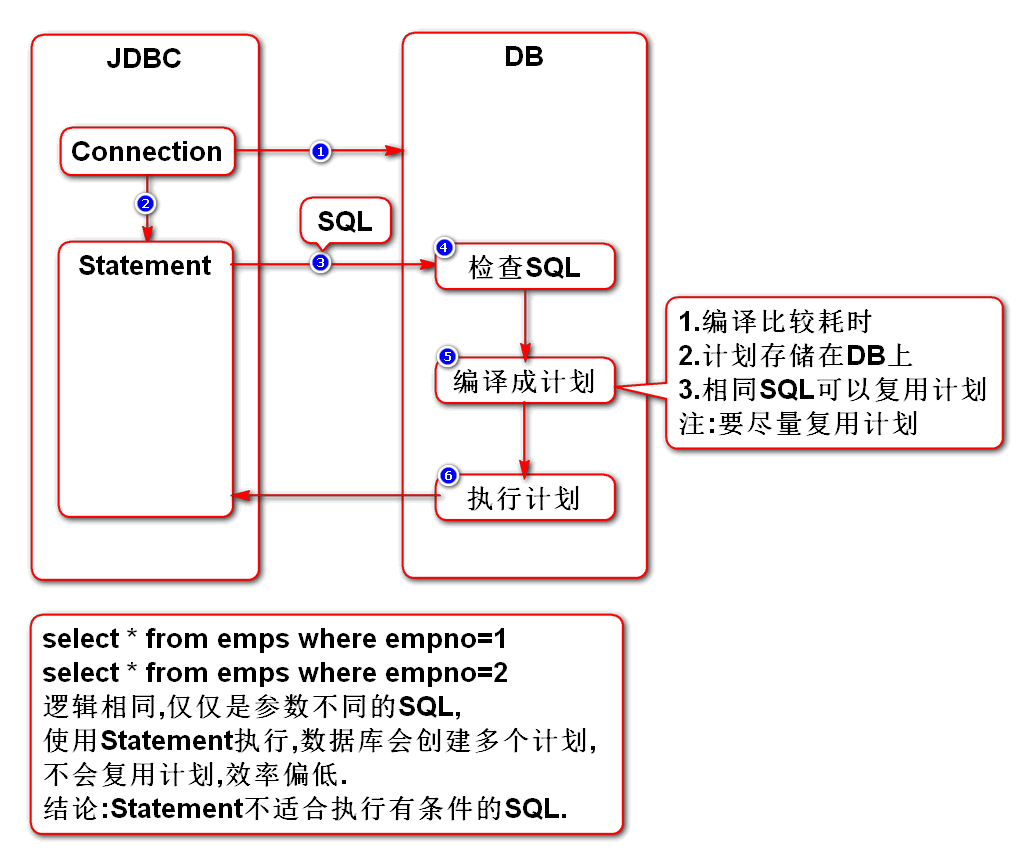 JDBC
DB
Connection
1
2
SQL
Statement
3
4
检查SQL
5
编译成计划
1.编译比较耗时
2.计划存储在DB上
3.相同SQL可以复用计划
注:要尽量复用计划
6
执行计划
select * from emps where empno=1
select * from emps where empno=2
逻辑相同,仅仅是参数不同的SQL,
使用Statement执行,数据库会创建多个计划,
不会复用计划,效率偏低.
结论:Statement不适合执行有条件的SQL.